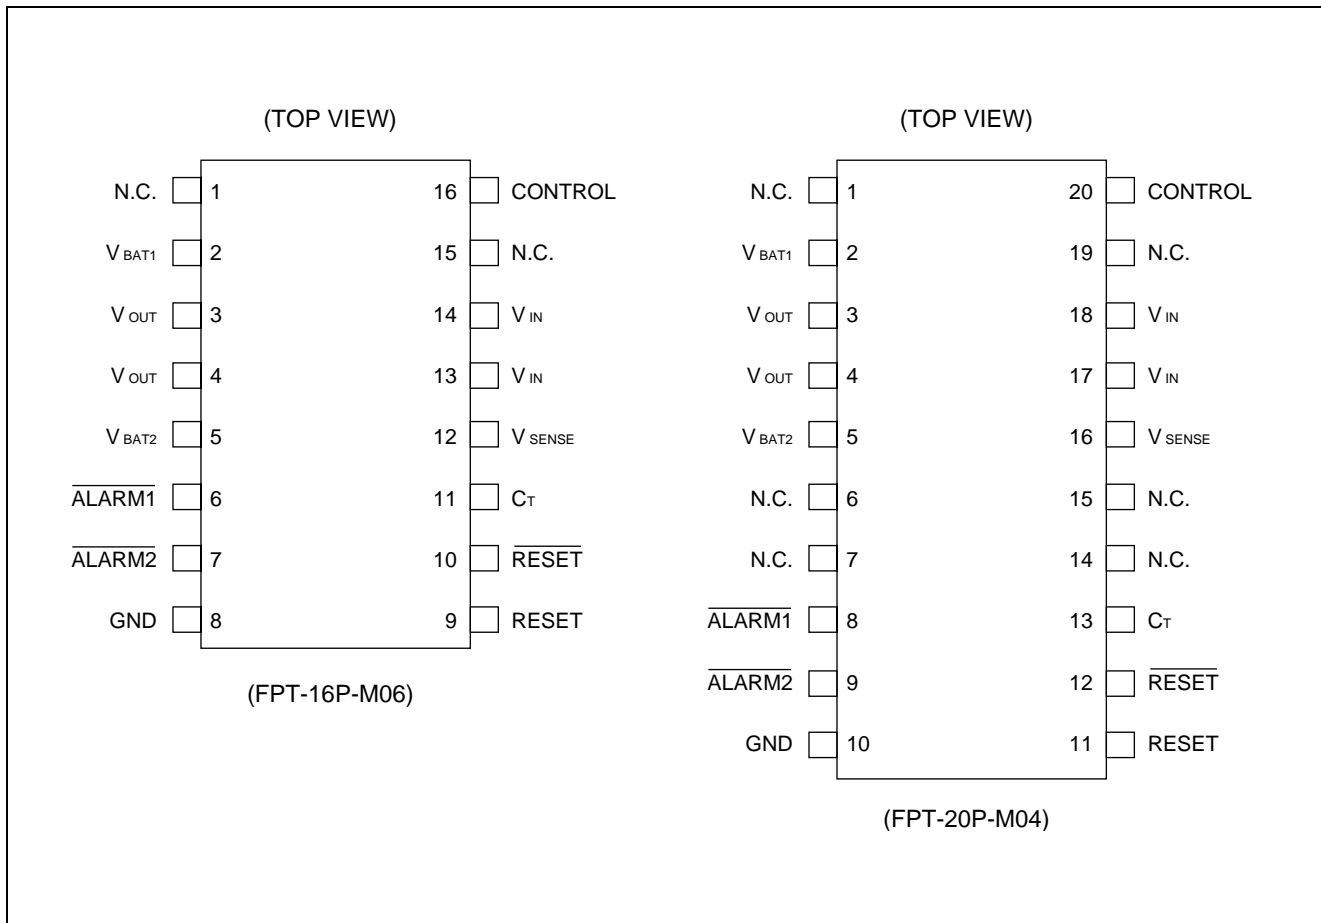 (TOP VIEW)
N.C. 1 16 CONTROL
V BAT1 2 15 N.C.
V OUT 3 14 V IN
V OUT 4 13 V IN
V BAT2 5 12 V SENSE
ALARM1 6 11 CT
ALARM2 7 10 RESET
GND 8 9 RESET
(FPT-16P-M06)
(TOP VIEW)
N.C. 1 20 CONTROL
V BAT1 2 19 N.C.
V OUT 3 18 V IN
V OUT 4 17 V IN
V BAT2 5 16 V SENSE
N.C. 6 15 N.C.
N.C. 7 14 N.C.
ALARM1 8 13 CT
ALARM2 9 12 RESET
GND 10 11 RESET
(FPT-20P-M04)